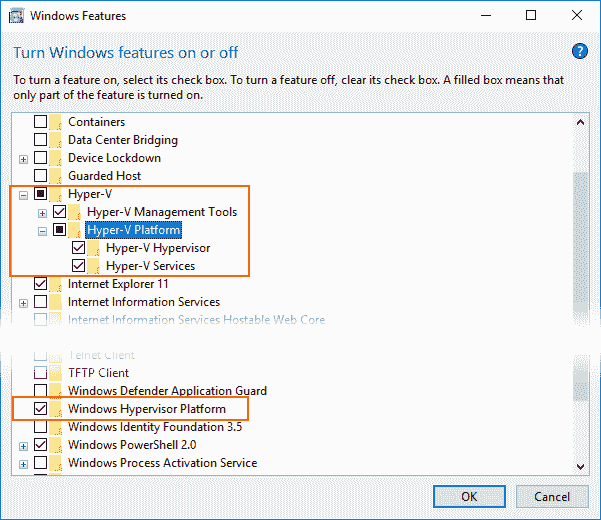 Windows Features
Turn Windows features on or off
?
To turn a feature on, select its check box. To turn a feature off, clear its check box. A filled box means that
only part of the feature is turned on.
Containers
Data Center Bridging
Device Lockdown
Guarded Host
Hyper-V
Hyper-V Management Tools
Hyper-V Platform
Hyper-V Hypervisor
Hyper-V Services
Internet Explorer 11
Internet Information Services
Internet Information Services Hostable Web Core
Telnet Client
TFTP Client
Windows Defender Application Guard
Windows Hypervisor Platform
Windows Identity Foundation 3.5
Windows PowerShell 2.0
Windows Process Activation Service
OK
Cancel